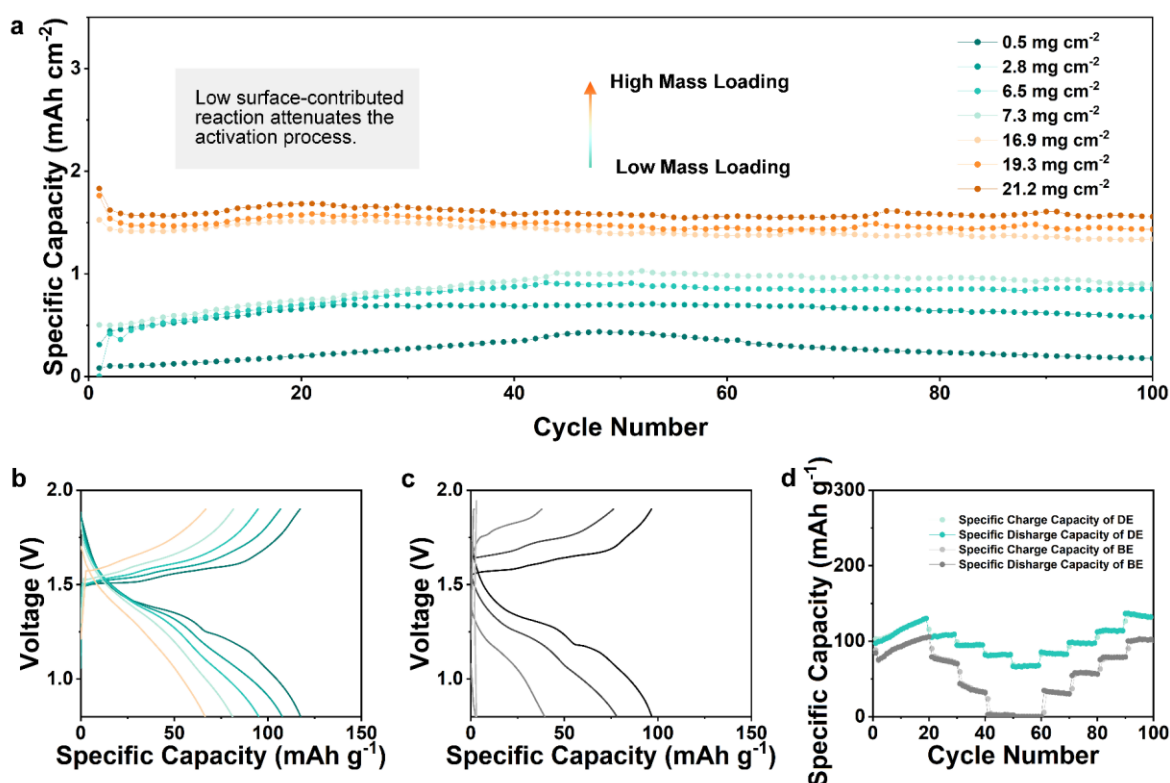 a
Specific Capacity (mAh cm⁻²)
3
2
1
0
Low surface-contributed
reaction attenuates the
activation process.
High Mass Loading
Low Mass Loading
0.5 mg cm⁻²
2.8 mg cm⁻²
6.5 mg cm⁻²
7.3 mg cm⁻²
16.9 mg cm⁻²
19.3 mg cm⁻²
21.2 mg cm⁻²
0 20 40 60 80 100
Cycle Number
b
Voltage (V)
2.0
1.5
1.0
0 50 100 150
Specific Capacity (mAh g⁻¹)
c
Voltage (V)
2.0
1.5
1.0
0 50 100 150
Specific Capacity (mAh g⁻¹)
d
Specific Capacity (mAh g⁻¹)
300
200
100
0
Specific Charge Capacity of DE
Specific Disharge Capacity of DE
Specific Charge Capacity of BE
Specific Disharge Capacity of BE
0 20 40 60 80 100
Cycle Number